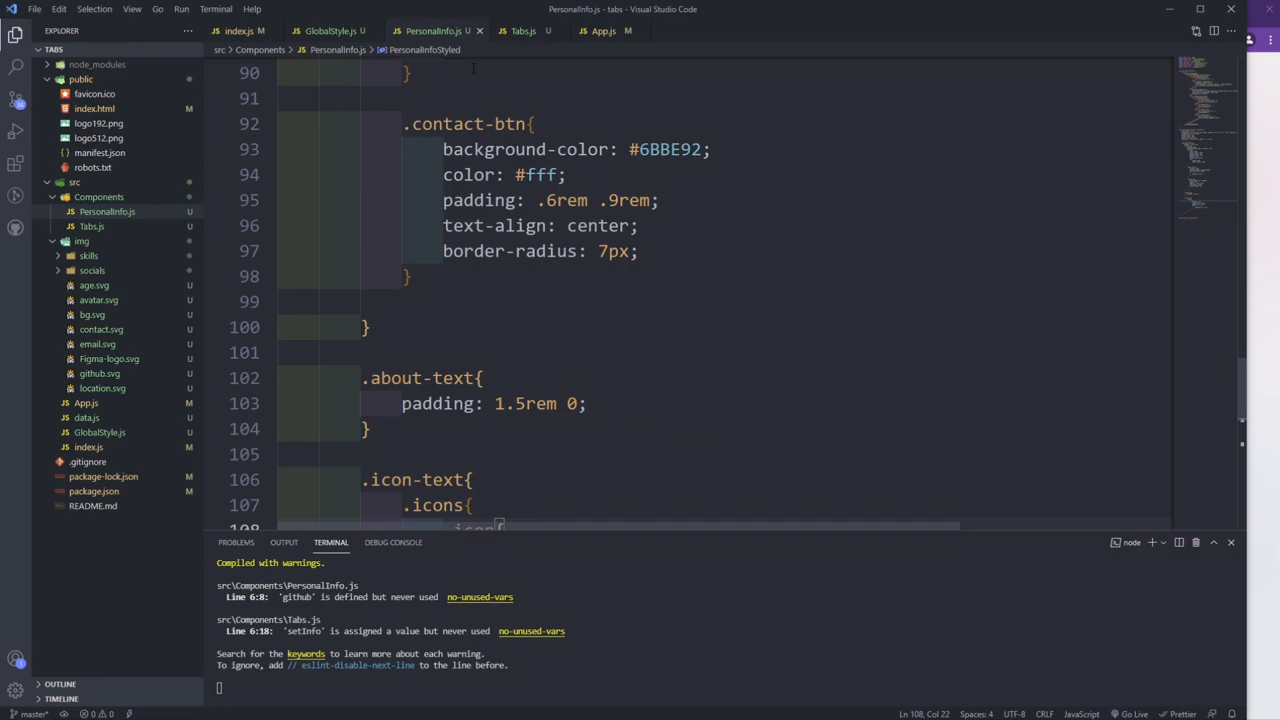 File Edit Selection View Go Run Terminal Help
PersonalInfo.js - tabs - Visual Studio Code
EXPLORER
index.js M
GlobalStyle.js U
PersonalInfo.js U
Tabs.js U
App.js M
src > Components > PersonalInfo.js > PersonalInfoStyled
TABS
node_modules
public
favicon.ico
index.html M
logo192.png
logo512.png
manifest.json
robots.txt
src
Components
PersonalInfo.js U
Tabs.js U
img
skills
socials
age.svg U
avatar.svg U
bg.svg U
contact.svg U
email.svg U
Figma-logo.svg U
github.svg U
location.svg U
App.js M
data.js U
GlobalStyle.js U
index.js M
.gitignore
package-lock.json M
package.json M
README.md
OUTLINE
TIMELINE
90 }
91
92 .contact-btn{
93 background-color: #6BBE92;
94 color: #fff;
95 padding: .6rem .9rem;
96 text-align: center;
97 border-radius: 7px;
98 }
99
100 }
101
102 .about-text{
103 padding: 1.5rem 0;
104 }
105
106 .icon-text{
107 .icons{
108 .icon{
PROBLEMS OUTPUT TERMINAL DEBUG CONSOLE
node
Compiled with warnings.
src\Components\PersonalInfo.js
Line 6:8: 'github' is defined but never used no-unused-vars
src\Components\Tabs.js
Line 6:18: 'setInfo' is assigned a value but never used no-unused-vars
Search for the keywords to learn more about each warning.
To ignore, add // eslint-disable-next-line to the line before.
master* 0 0 Ln 108, Col 22 Spaces: 4 UTF-8 CRLF JavaScript Go Live Prettier